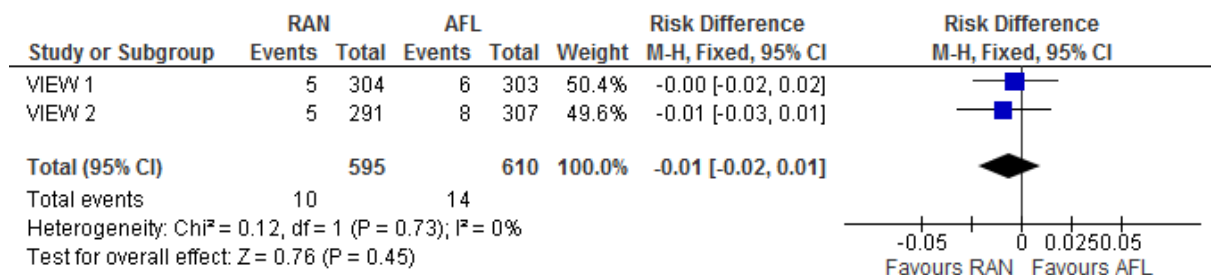 RAN AFL Risk Difference Risk Difference
Study or Subgroup Events Total Events Total Weight M-H, Fixed, 95% CI M-H, Fixed, 95% CI
VIEW 1 5 304 6 303 50.4% -0.00 [-0.02, 0.02]
VIEW 2 5 291 8 307 49.6% -0.01 [-0.03, 0.01]
Total (95% CI) 595 610 100.0% -0.01 [-0.02, 0.01]
Total events 10 14
Heterogeneity: Chi² = 0.12, df = 1 (P = 0.73); I² = 0%
Test for overall effect: Z = 0.76 (P = 0.45)
-0.05 0 0.0250.05
Favours RAN Favours AFL